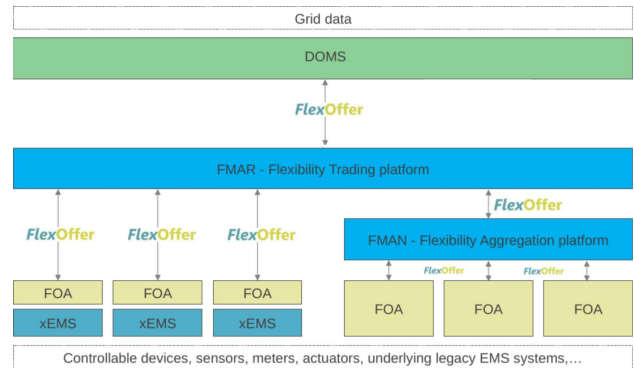 Grid data
DOMS
FlexOffer
FMAR - Flexibility Trading platform
FlexOffer
FlexOffer FlexOffer FlexOffer
FMAN - Flexibility Aggregation platform
FlexOffer FlexOffer
FOA FOA FOA
FOA FOA FOA
xEMS xEMS xEMS
Controllable devices, sensors, meters, actuators, underlying legacy EMS systems,…